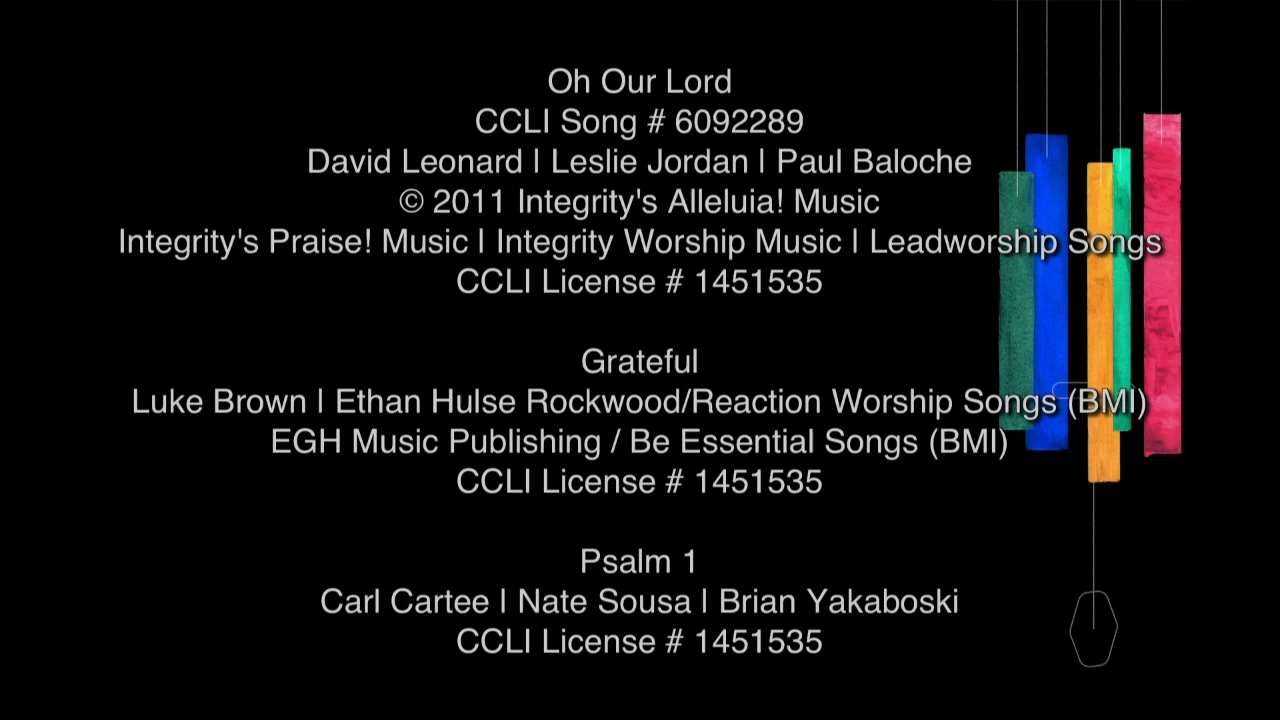 Oh Our Lord
CCLI Song # 6092289
David Leonard | Leslie Jordan | Paul Baloche
© 2011 Integrity's Alleluia! Music
Integrity's Praise! Music | Integrity Worship Music | Leadworship Songs
CCLI License # 1451535
Grateful
Luke Brown | Ethan Hulse Rockwood/Reaction Worship Songs (BMI)
EGH Music Publishing / Be Essential Songs (BMI)
CCLI License # 1451535
Psalm 1
Carl Cartee | Nate Sousa | Brian Yakaboski
CCLI License # 1451535